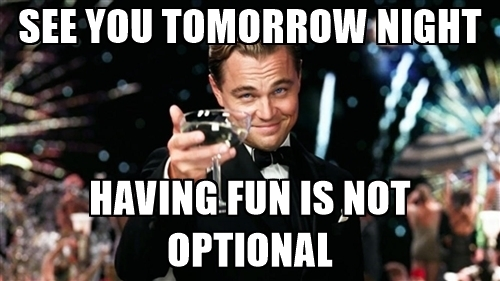 SEE YOU TOMORROW NIGHT
HAVING FUN IS NOT
OPTIONAL